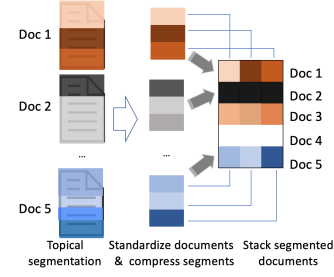 Doc 1
Doc 2
...
Doc 5
...
Doc 1
Doc 2
Doc 3
Doc 4
Doc 5
Topical
segmentation
Standardize documents
& compress segments
Stack segmented
documents